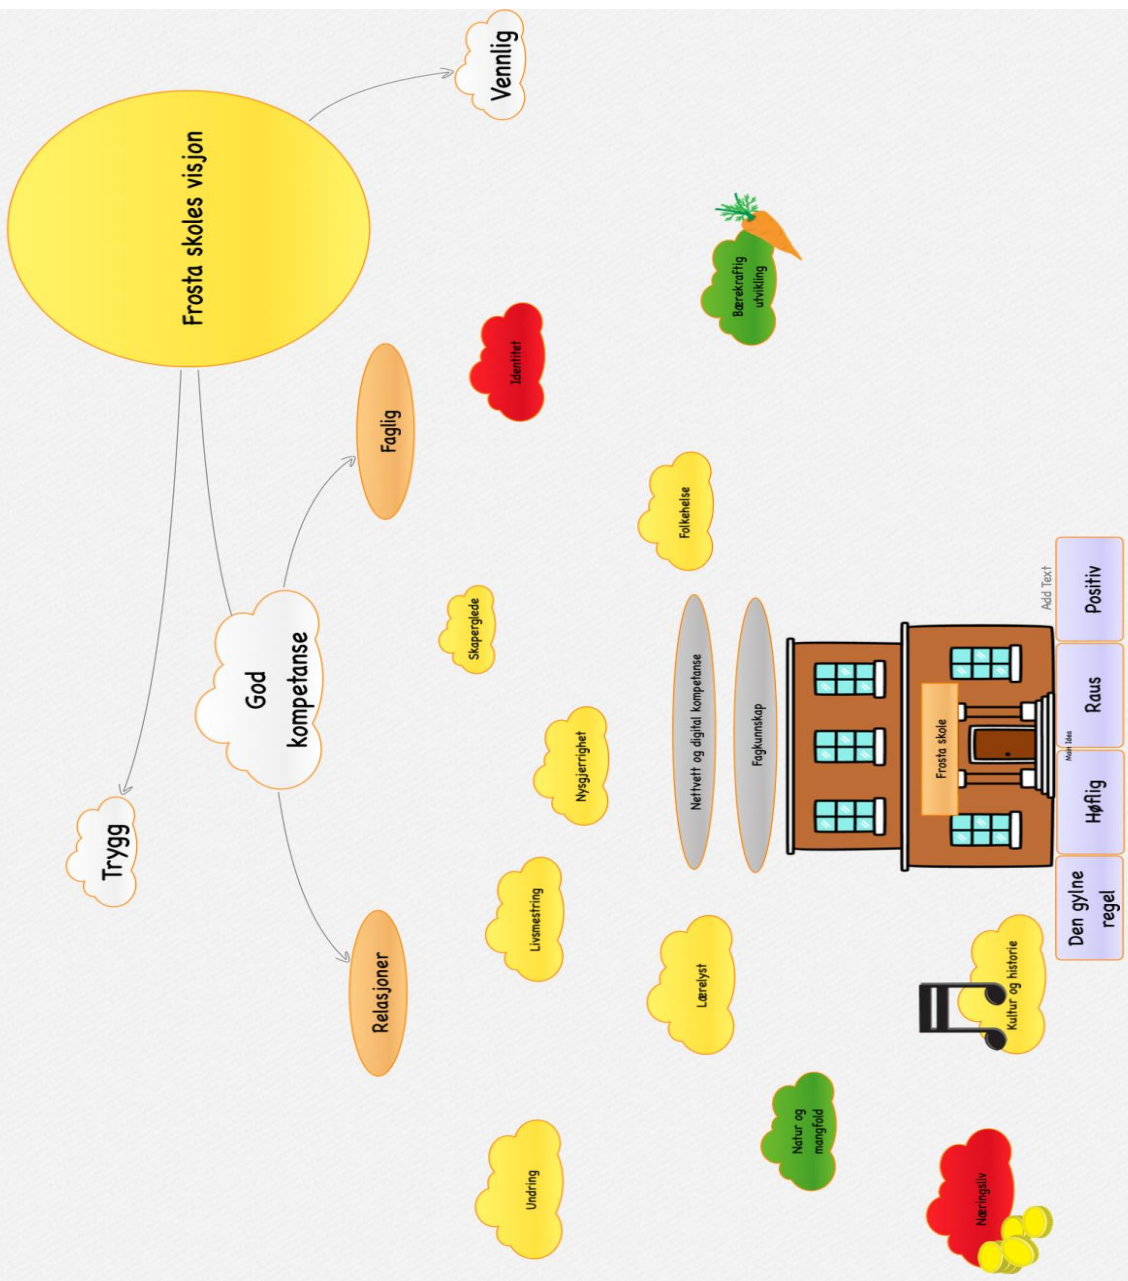 Frosta skoles visjon
Trygg
God
kompetanse
Vennlig
Relasjoner
Faglig
Skaperglede
Identitet
Undring
Livsmestring
Nysgjerrighet
Folkehelse
Nettvett og digital kompetanse
Lærelyst
Bærekraftig
utvikling
Fagkunnskap
Natur og
mangfold
Frosta skole
Næringsliv
Kultur og historie
Add Text
Main Idea
Den gylne
regel
Høflig
Raus
Positiv